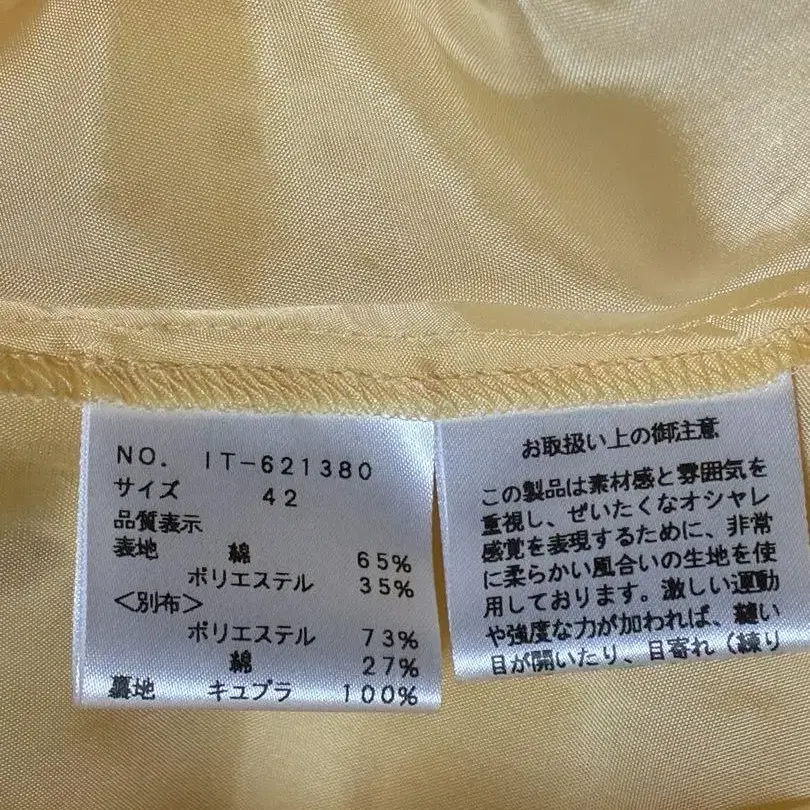 NO. IT-621380
サイズ 42
品質表示
表地 綿 65%
ポリエステル 35%
＜別布＞
ポリエステル 73%
綿 27%
裏地 キュプラ 100%
お取扱い上の御注意
この製品は素材感と雰囲気を
重視し、ぜいたくなオシャレ
感覚を表現するために、非常
に柔らかい風合いの生地を使
用しております。激しい運動
や強度な力が加われば、縫い
目が開いたり、目寄れ（練り